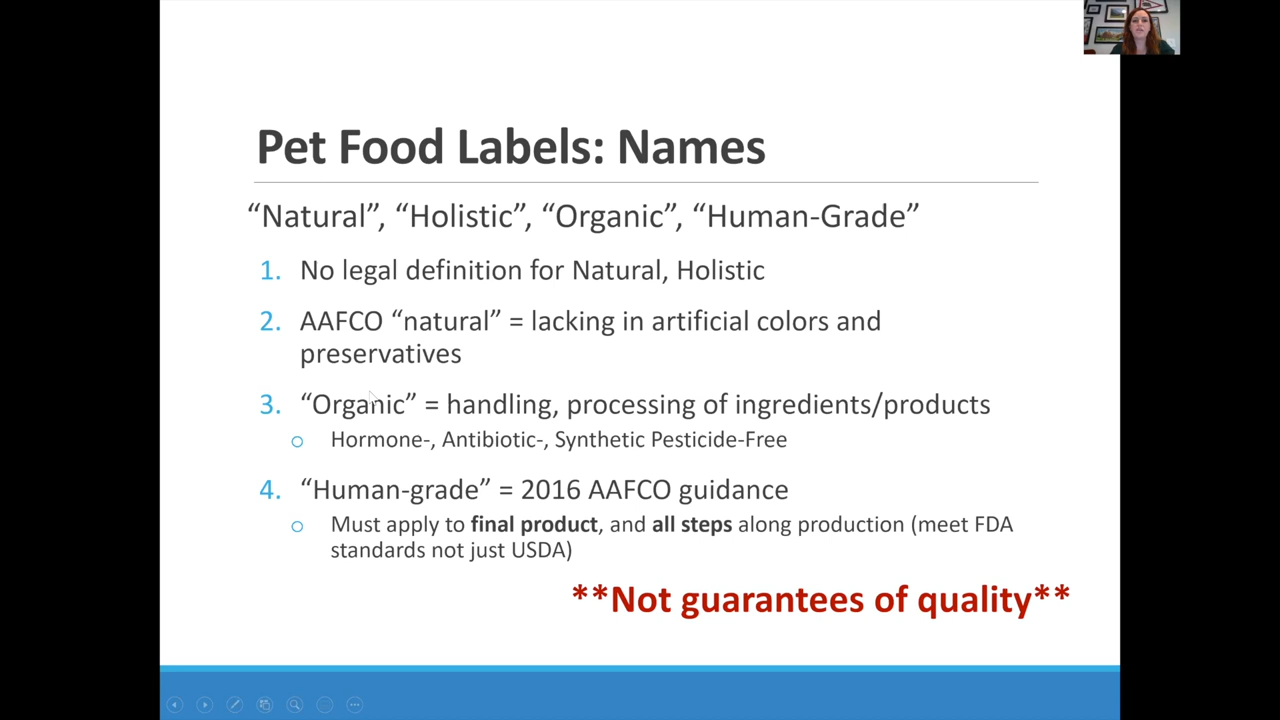 Pet Food Labels: Names
“Natural”, “Holistic”, “Organic”, “Human-Grade”
1. No legal definition for Natural, Holistic
2. AAFCO “natural” = lacking in artificial colors and
preservatives
3. “Organic” = handling, processing of ingredients/products
o Hormone-, Antibiotic-, Synthetic Pesticide-Free
4. “Human-grade” = 2016 AAFCO guidance
o Must apply to final product, and all steps along production (meet FDA
standards not just USDA)
**Not guarantees of quality**